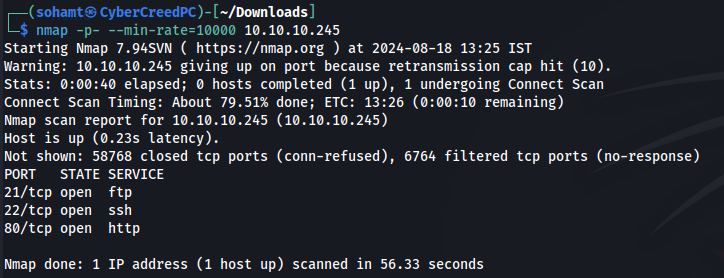 ┌──(sohamt㉿CyberCreedPC)-[~/Downloads]
└─$ nmap -p- --min-rate=10000 10.10.10.245
Starting Nmap 7.94SVN ( https://nmap.org ) at 2024-08-18 13:25 IST
Warning: 10.10.10.245 giving up on port because retransmission cap hit (10).
Stats: 0:00:40 elapsed; 0 hosts completed (1 up), 1 undergoing Connect Scan
Connect Scan Timing: About 79.51% done; ETC: 13:26 (0:00:10 remaining)
Nmap scan report for 10.10.10.245 (10.10.10.245)
Host is up (0.23s latency).
Not shown: 58768 closed tcp ports (conn-refused), 6764 filtered tcp ports (no-response)
PORT   STATE SERVICE
21/tcp open  ftp
22/tcp open  ssh
80/tcp open  http
Nmap done: 1 IP address (1 host up) scanned in 56.33 seconds